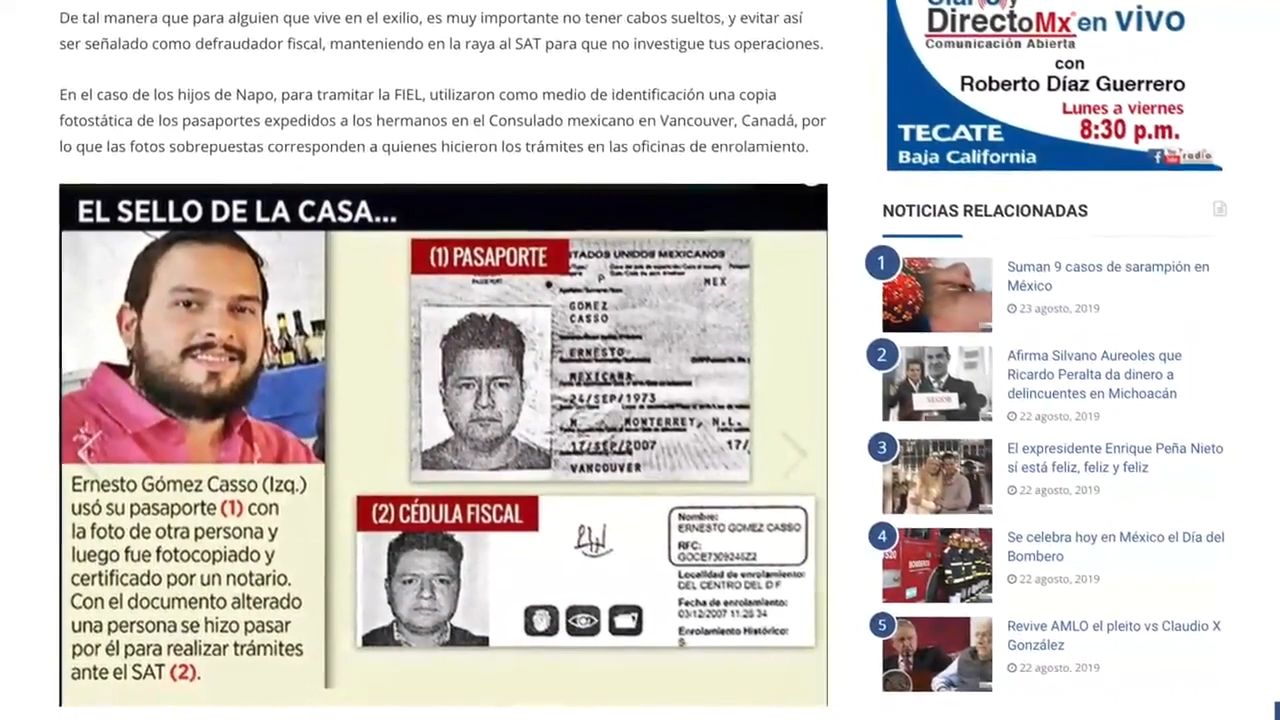 De tal manera que para alguien que vive en el exilio, es muy importante no tener cabos sueltos, y evitar así
ser señalado como defraudador fiscal, manteniendo en la raya al SAT para que no investigue tus operaciones.
En el caso de los hijos de Napo, para tramitar la FIEL, utilizaron como medio de identificación una copia
fotostática de los pasaportes expedidos a los tres en el Consulado mexicano en Vancouver, Canadá, por
lo que las fotos sobrepuestas corresponden a quienes hicieron los trámites en las oficinas de enrolamiento.
EL SELLO DE LA CASA...
(1) PASAPORTE
TADOS UNIDOS MEXICANOS
P
MEX
GOMEZ
CASSO
ERNESTO
MEXICANA
24/SEP/1973
MONTERREY, N.L.
17/SEP/2007
17/
VANCOUVER
Ernesto Gómez Casso (Izq.)
usó su pasaporte (1) con
la foto de otra persona y
luego fue fotocopiado y
certificado por un notario.
Con el documento alterado
una persona se hizo pasar
por él para realizar trámites
ante el SAT (2).
(2) CÉDULA FISCAL
Nombre:
ERNESTO GOMEZ CASSO
RFC:
GOCE7309245Z2
Localidad de enrolamiento:
DEL CENTRO DEL D F
Fecha de enrolamiento:
03/12/2007 11:26:34
Enrolamiento Histórico:
S
DirectoMx en VIVO
Comunicación Abierta
con
Roberto Díaz Guerrero
Lunes a viernes
8:30 p.m.
TECATE
Baja California
radio
NOTICIAS RELACIONADAS
1
Suman 9 casos de sarampión en
México
23 agosto, 2019
2
Afirma Silvano Aureoles que
Ricardo Peralta da dinero a
delincuentes en Michoacán
22 agosto, 2019
3
El expresidente Enrique Peña Nieto
sí está feliz, feliz y feliz
22 agosto, 2019
4
Se celebra hoy en México el Día del
Bombero
22 agosto, 2019
5
Revive AMLO el pleito vs Claudio X
González
22 agosto, 2019